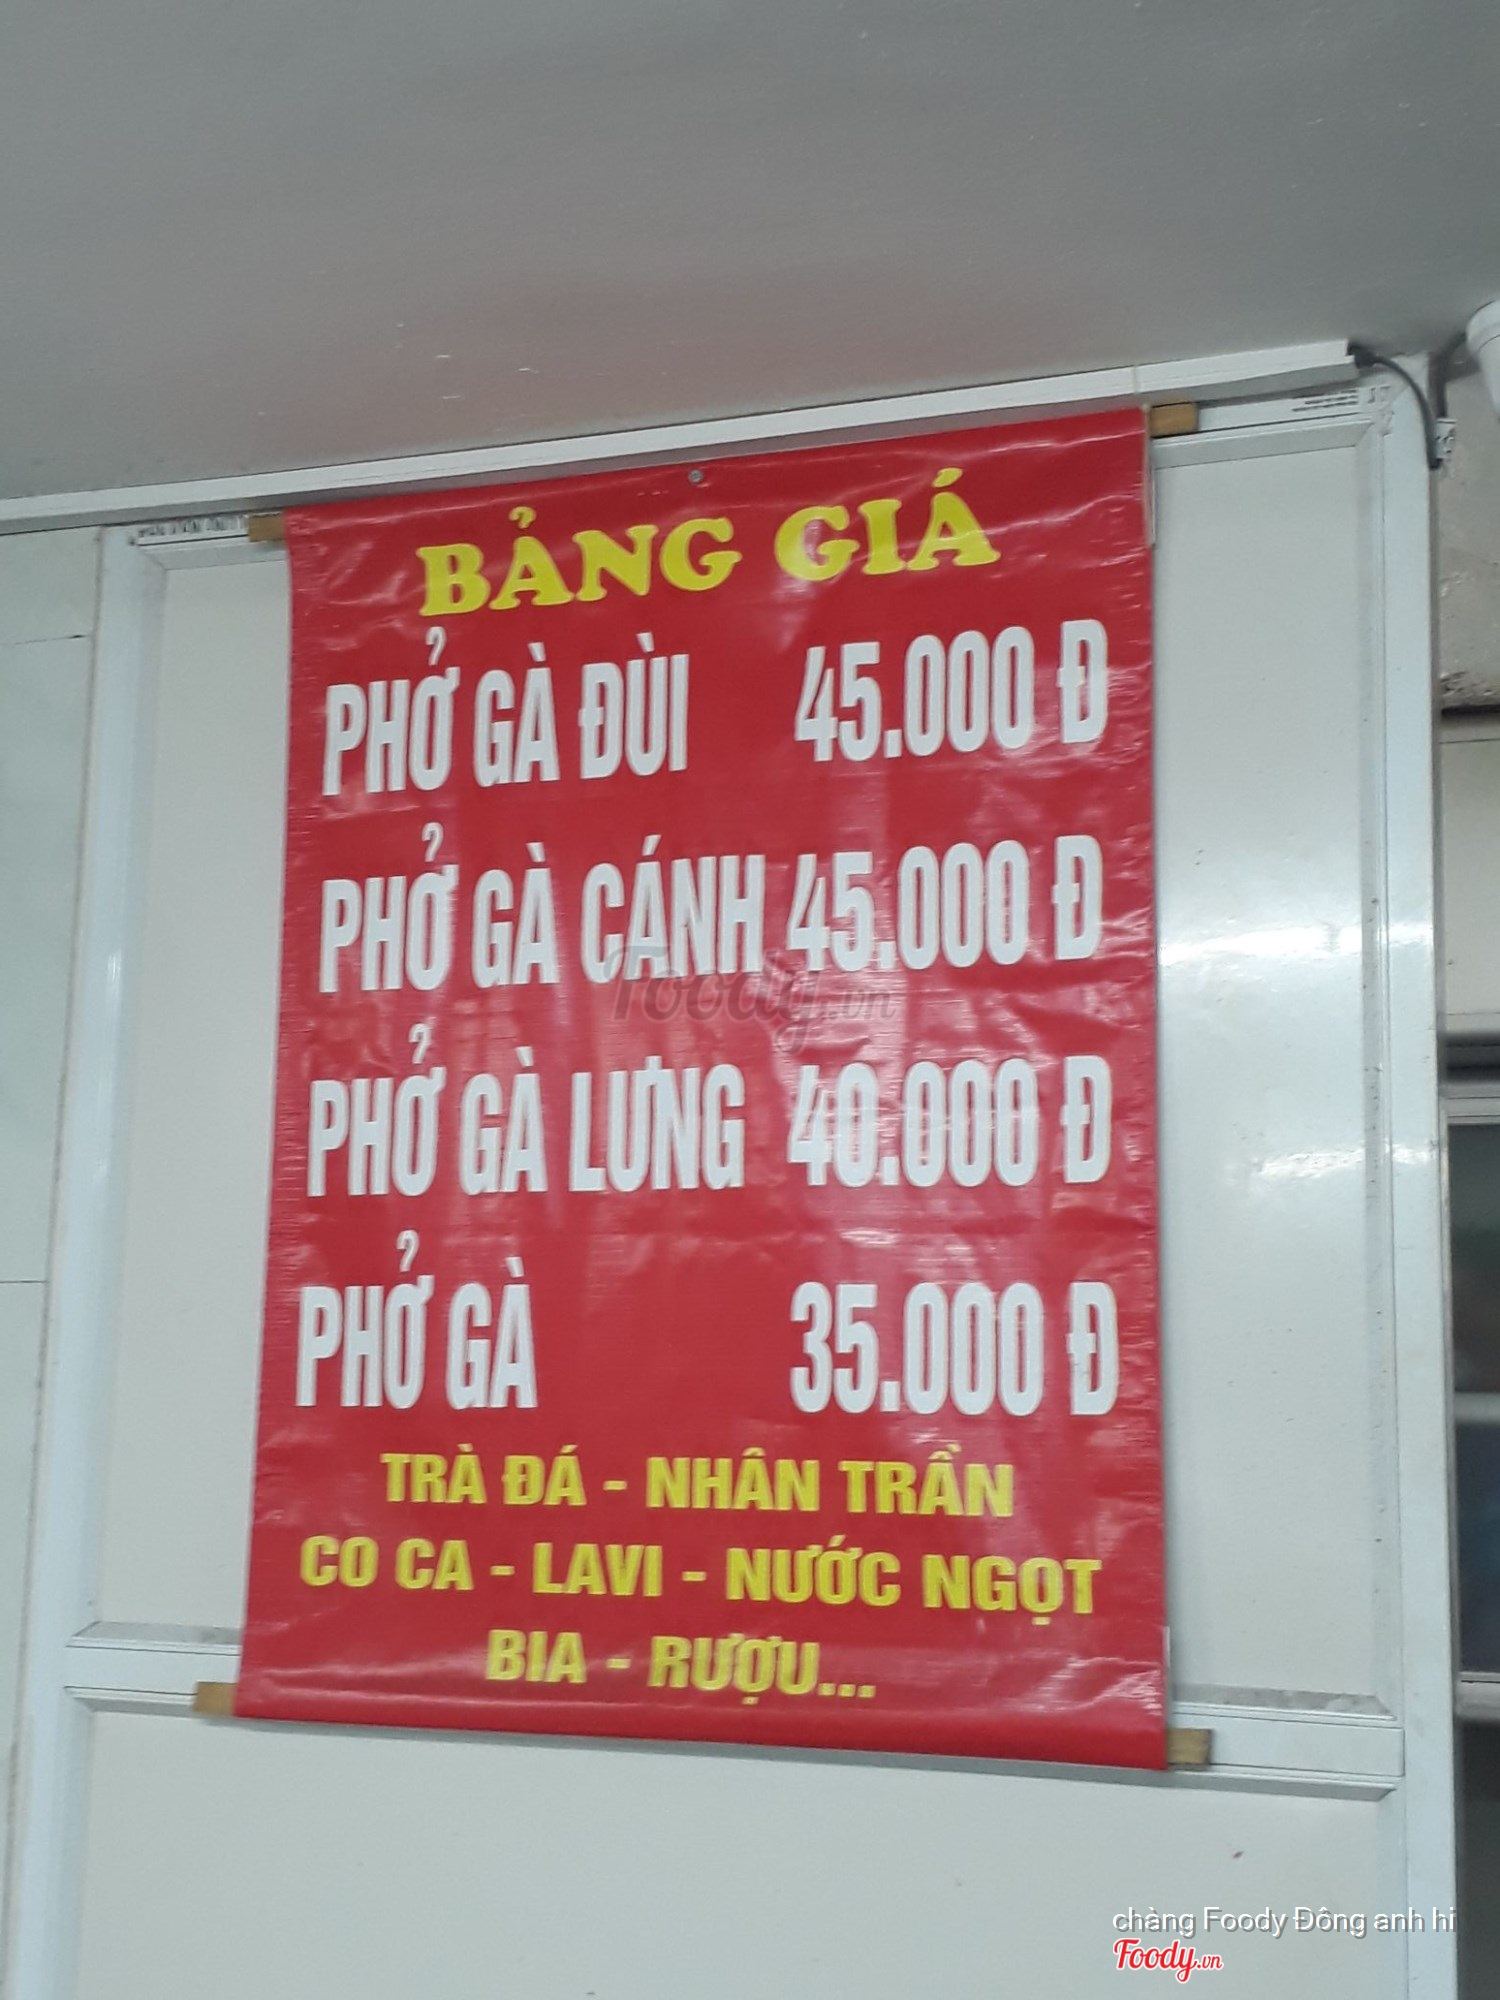 BẢNG GIÁ
PHỞ GÀ ĐÙI 45.000 Đ
PHỞ GÀ CÁNH 45.000 Đ
PHỞ GÀ LƯNG 40.000 Đ
PHỞ GÀ 35.000 Đ
TRÀ ĐÁ - NHÂN TRẦN
CO CA - LAVI - NƯỚC NGỌT
BIA - RƯỢU...
Foody.vn
chàng Foody Đông anh hi
Foody.vn